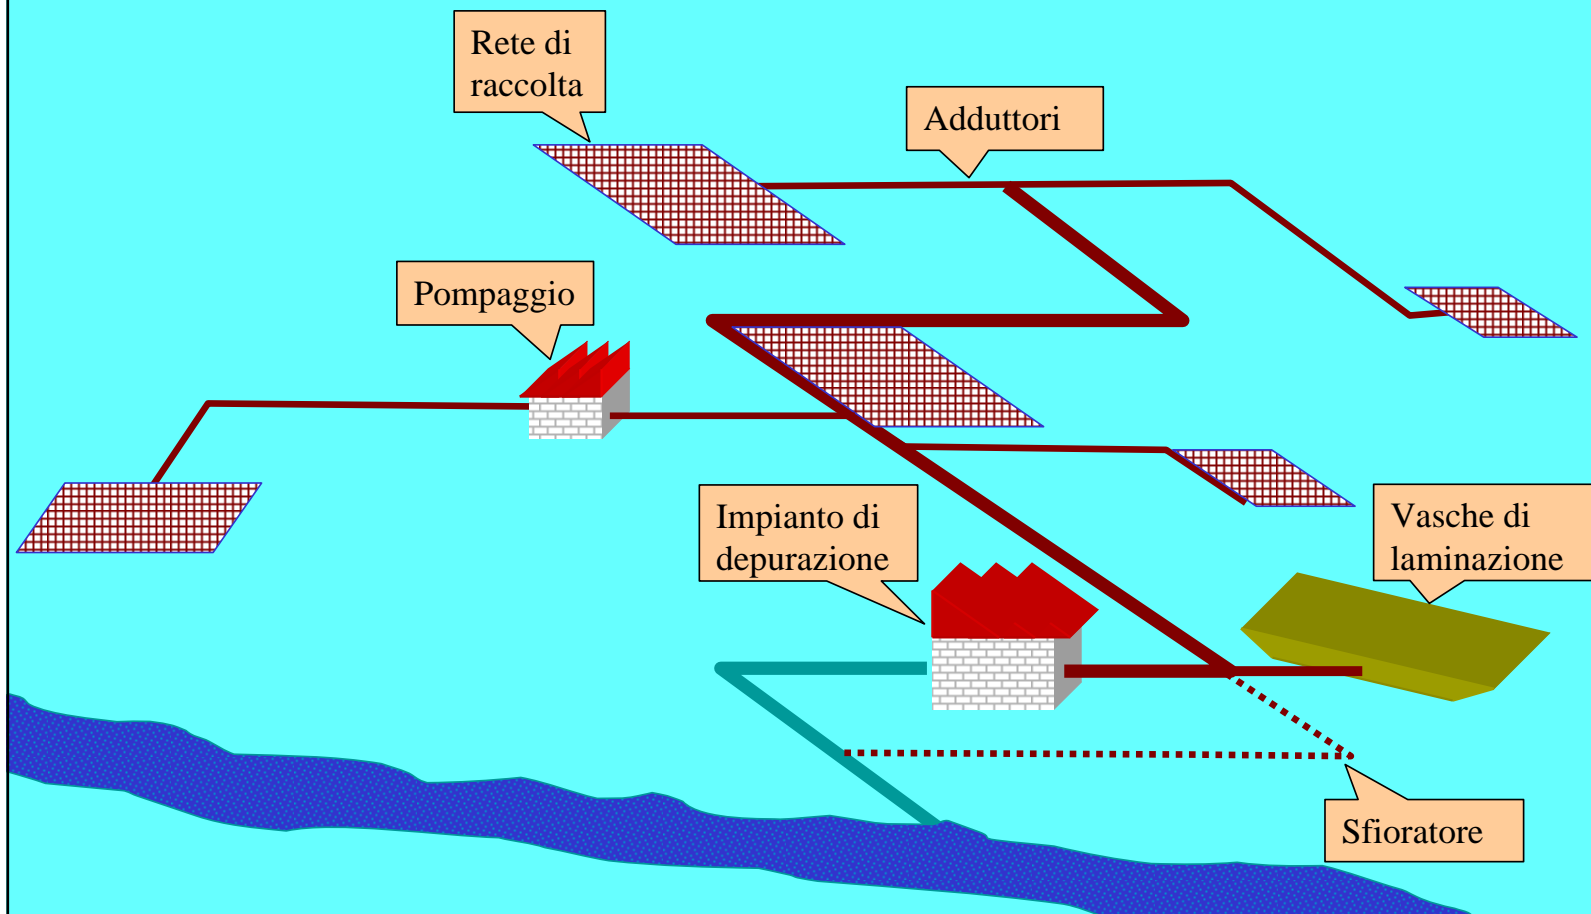 Rete di
raccolta
Adduttori
Pompaggio
Impianto di
depurazione
Vasche di
laminazione
Sfioratore